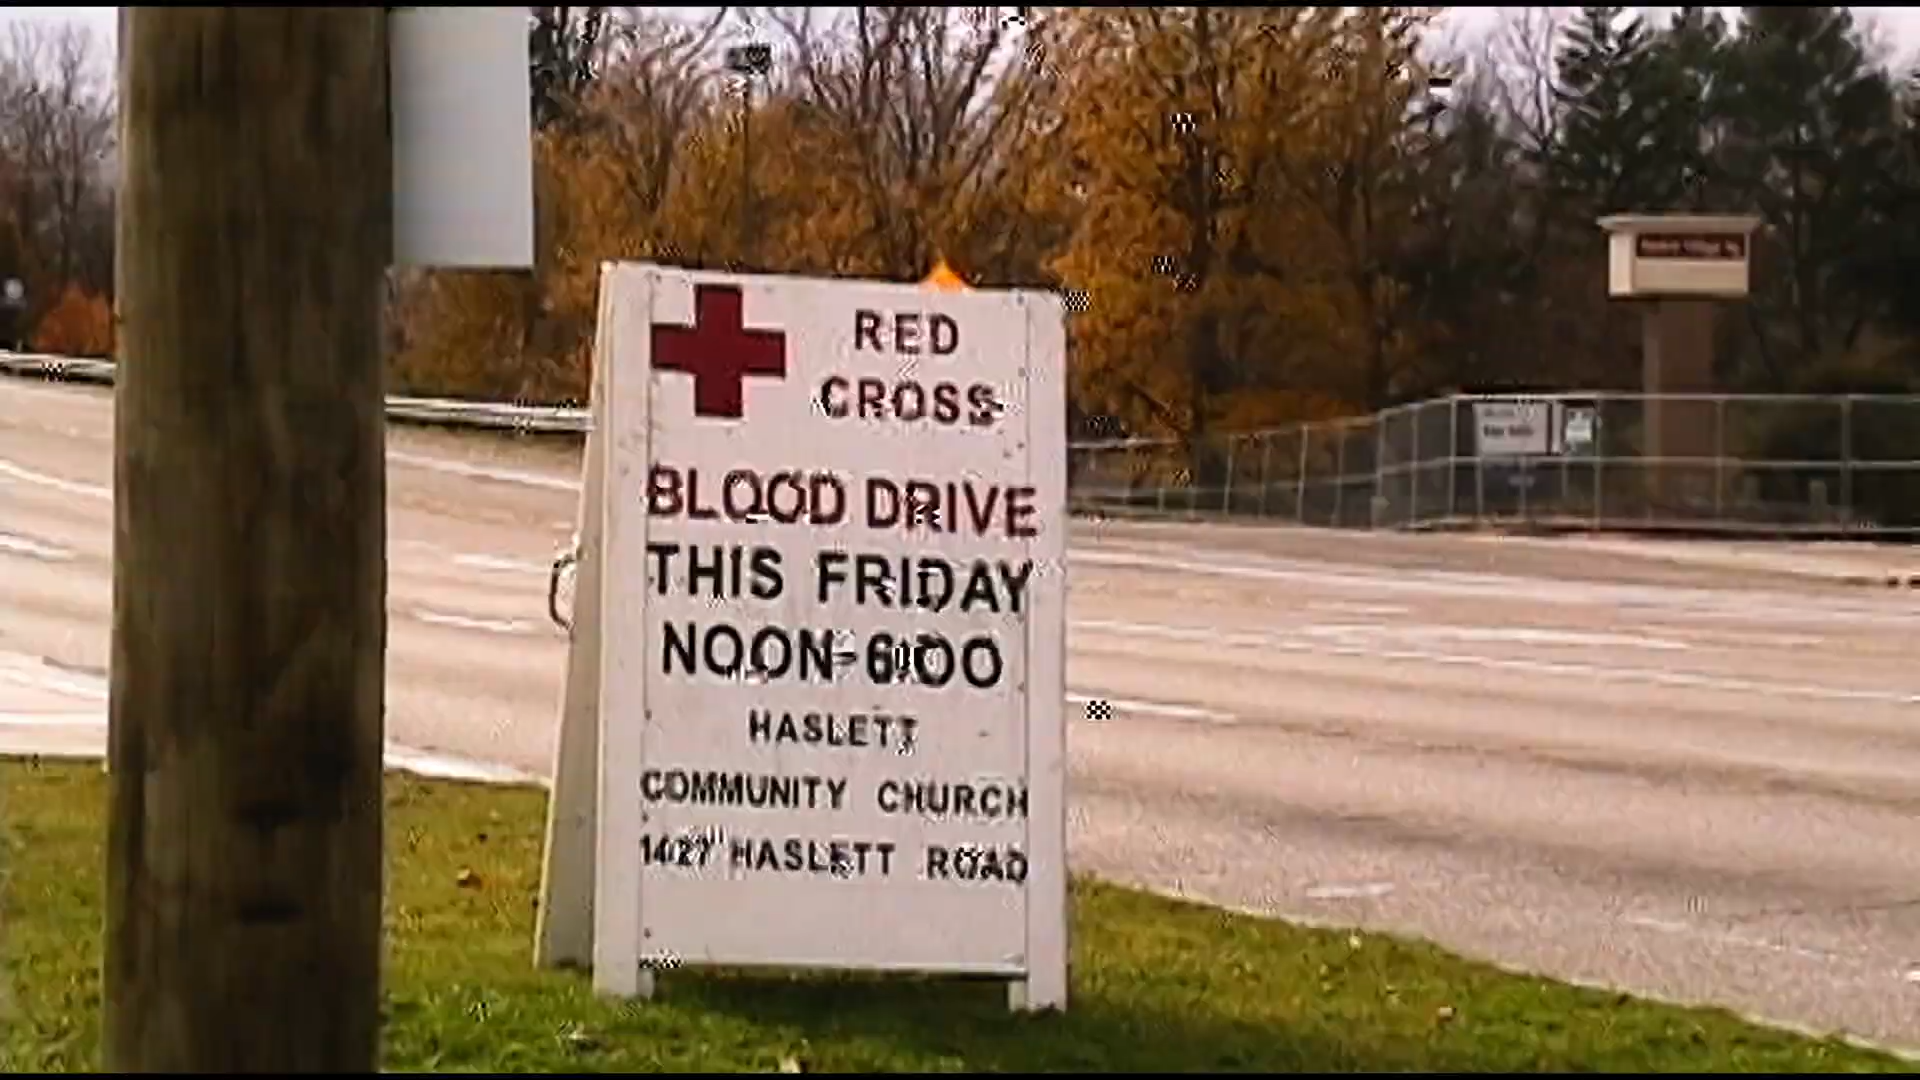 RED
CROSS
BLOOD DRIVE
THIS FRIDAY
NOON-6:00
HASLETT
COMMUNITY CHURCH
1427 HASLETT ROAD